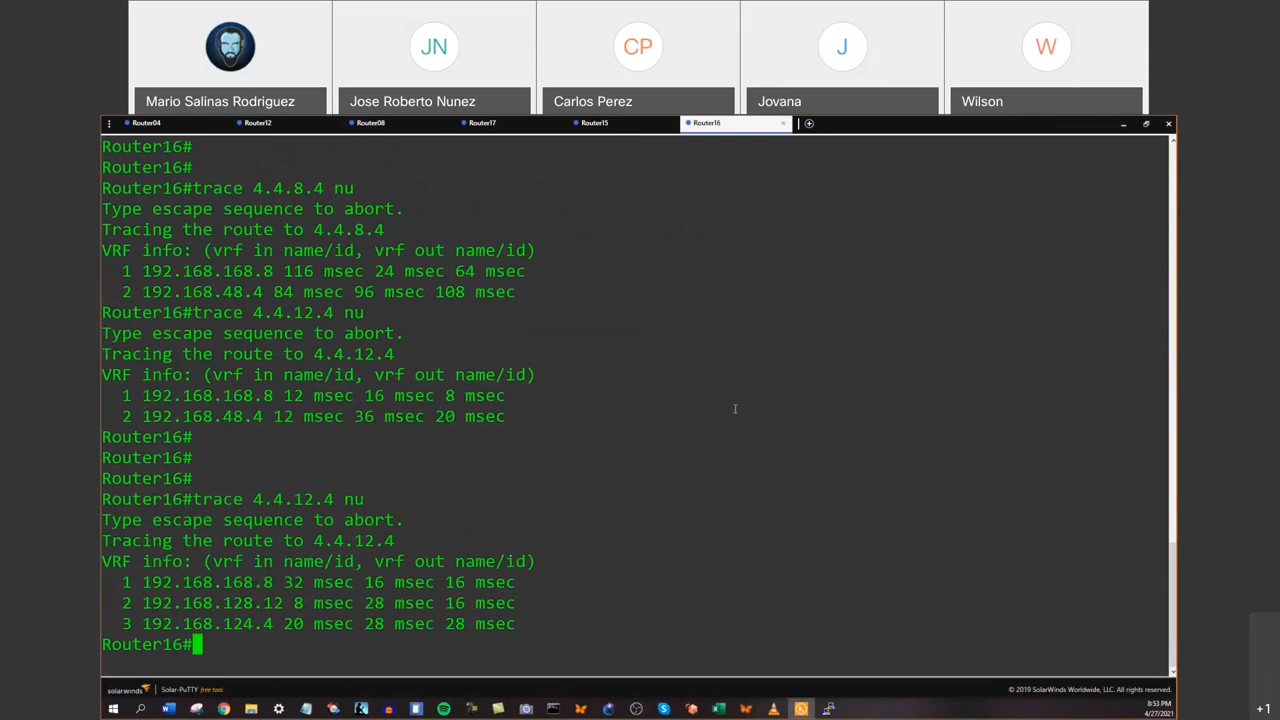 JN
CP
J
W
Mario Salinas Rodriguez
Jose Roberto Nunez
Carlos Perez
Jovana
Wilson
Router04
Router12
Router08
Router17
Router15
Router16
Router16#
Router16#
Router16#trace 4.4.8.4 nu
Type escape sequence to abort.
Tracing the route to 4.4.8.4
VRF info: (vrf in name/id, vrf out name/id)
1 192.168.168.8 116 msec 24 msec 64 msec
2 192.168.48.4 84 msec 96 msec 108 msec
Router16#trace 4.4.12.4 nu
Type escape sequence to abort.
Tracing the route to 4.4.12.4
VRF info: (vrf in name/id, vrf out name/id)
1 192.168.168.8 12 msec 16 msec 8 msec
2 192.168.48.4 12 msec 36 msec 20 msec
Router16#
Router16#
Router16#
Router16#trace 4.4.12.4 nu
Type escape sequence to abort.
Tracing the route to 4.4.12.4
VRF info: (vrf in name/id, vrf out name/id)
1 192.168.168.8 32 msec 16 msec 16 msec
2 192.168.128.12 8 msec 28 msec 16 msec
3 192.168.124.4 20 msec 28 msec 28 msec
Router16#
solarwinds Solar-PuTTY free tool
© 2019 SolarWinds Worldwide, LLC. All rights reserved.
8:53 PM
4/27/2021
+1